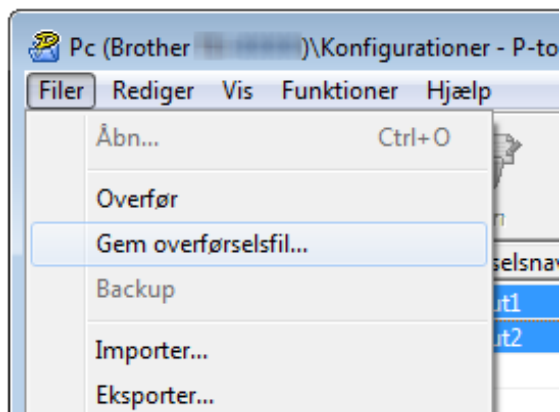 Pc (Brother )\Konfigurationer - P-to
Filer Rediger Vis Funktioner Hjælp
Åbn... Ctrl+O
Overfør
Gem overførselsfil...
selsnav
Backup
ut1
ut2
Importer...
Eksporter...